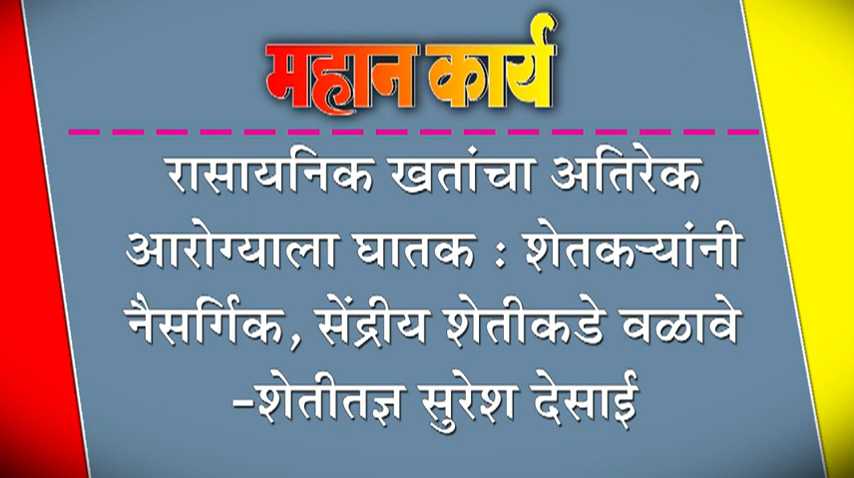 महान कार्य
रासायनिक खतांचा अतिरेक
आरोग्याला घातक : शेतकऱ्यांनी
नैसर्गिक, सेंद्रीय शेतीकडे वळावे
-शेतीतज्ञ सुरेश देसाई